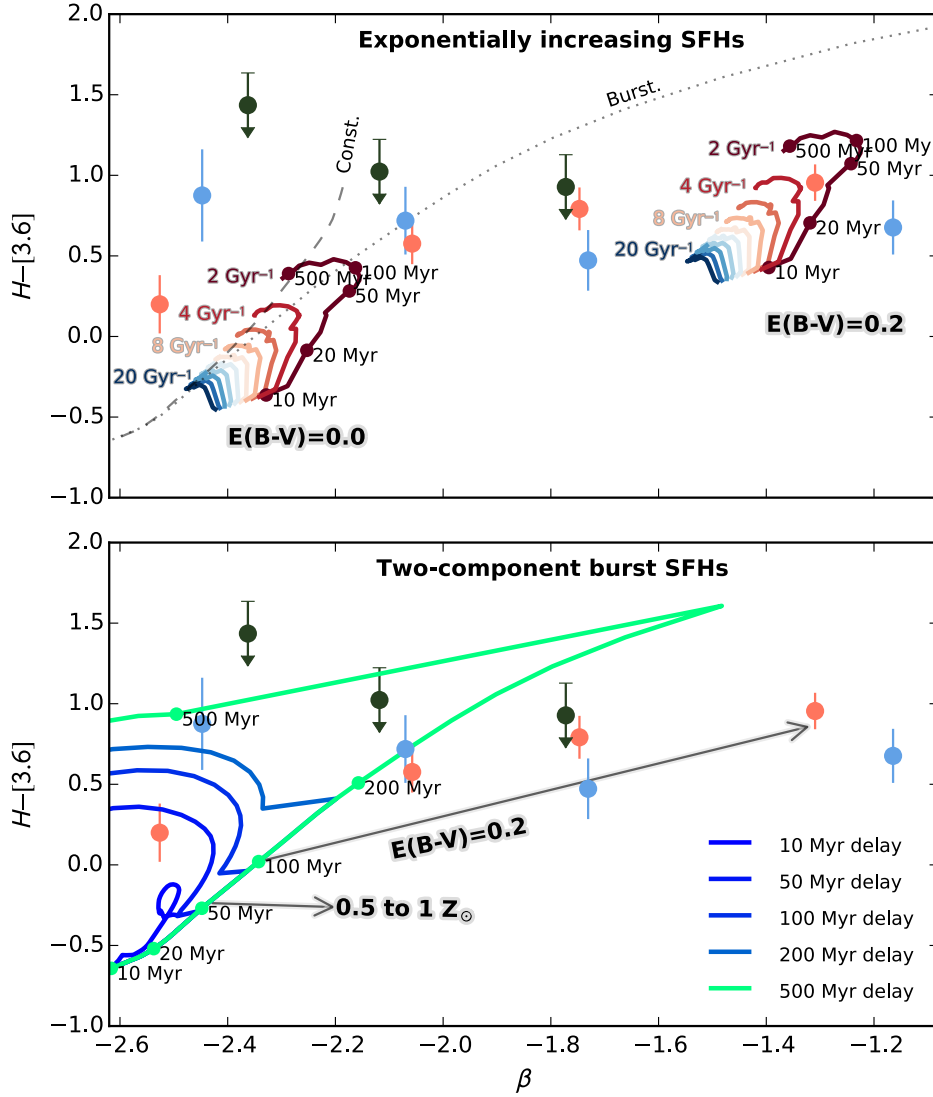 Exponentially increasing SFHs
2.0
1.5
1.0
0.5
0.0
−0.5
−1.0
H−[3.6]
Const.
Burst.
2 Gyr⁻¹
4 Gyr⁻¹
8 Gyr⁻¹
20 Gyr⁻¹
500 Myr
100 Myr
50 Myr
20 Myr
10 Myr
E(B-V)=0.0
2 Gyr⁻¹
4 Gyr⁻¹
8 Gyr⁻¹
20 Gyr⁻¹
500 Myr
100 My
50 Myr
20 Myr
10 Myr
E(B-V)=0.2
Two-component burst SFHs
2.0
1.5
1.0
0.5
0.0
−0.5
−1.0
H−[3.6]
500 Myr
200 Myr
100 Myr
50 Myr
20 Myr
10 Myr
E(B-V)=0.2
0.5 to 1 Z☉
10 Myr delay
50 Myr delay
100 Myr delay
200 Myr delay
500 Myr delay
−2.6 −2.4 −2.2 −2.0 −1.8 −1.6 −1.4 −1.2
β